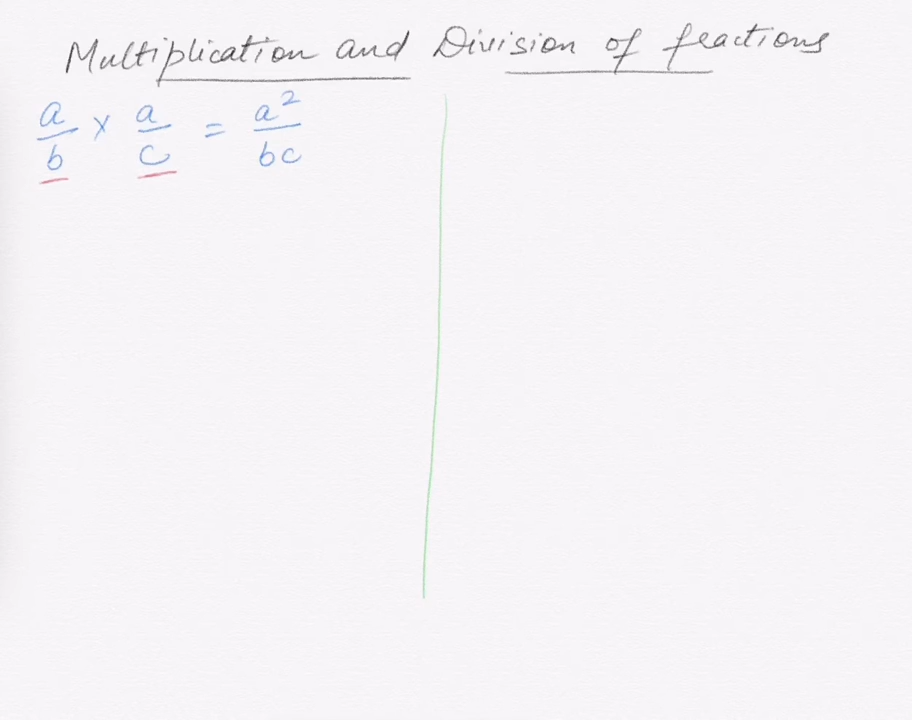 Multiplication and Division of fractions
a/b × a/c = a²/bc